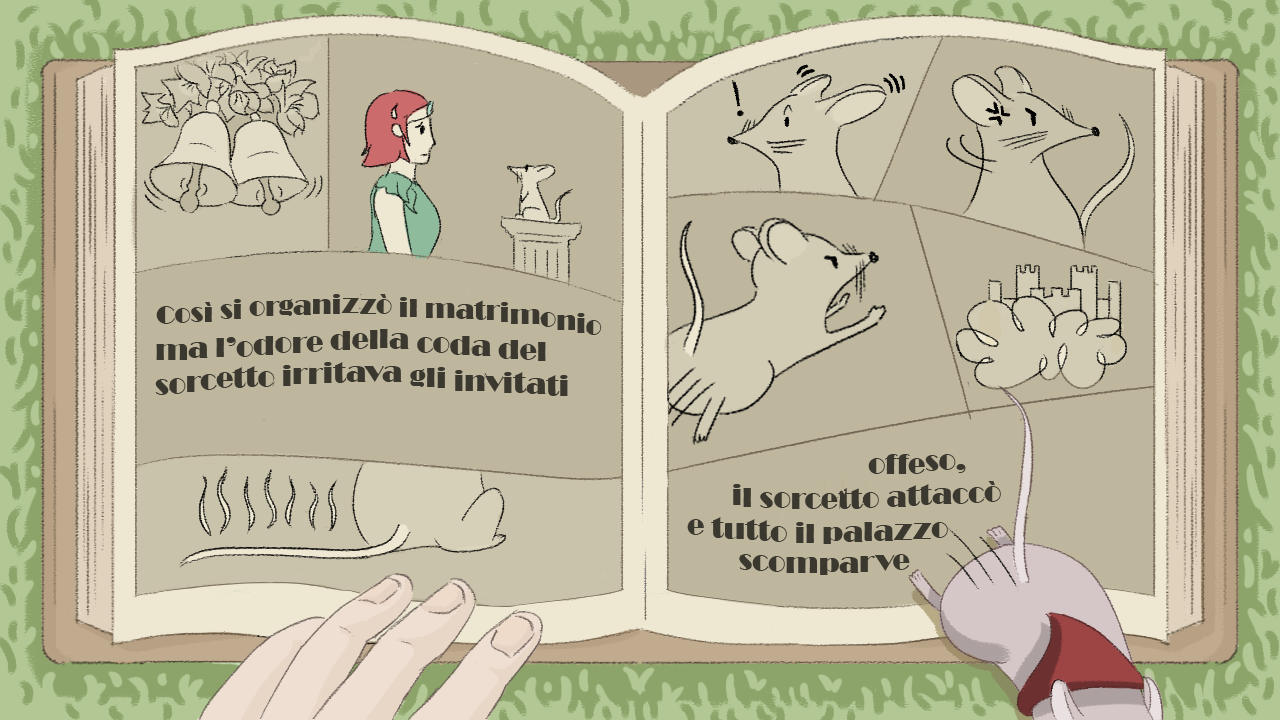 Così si organizzò il matrimonio
ma l'odore della coda del
sorcetto irritava gli invitati
!
offeso,
il sorcetto attaccò
e tutto il palazzo
scomparve